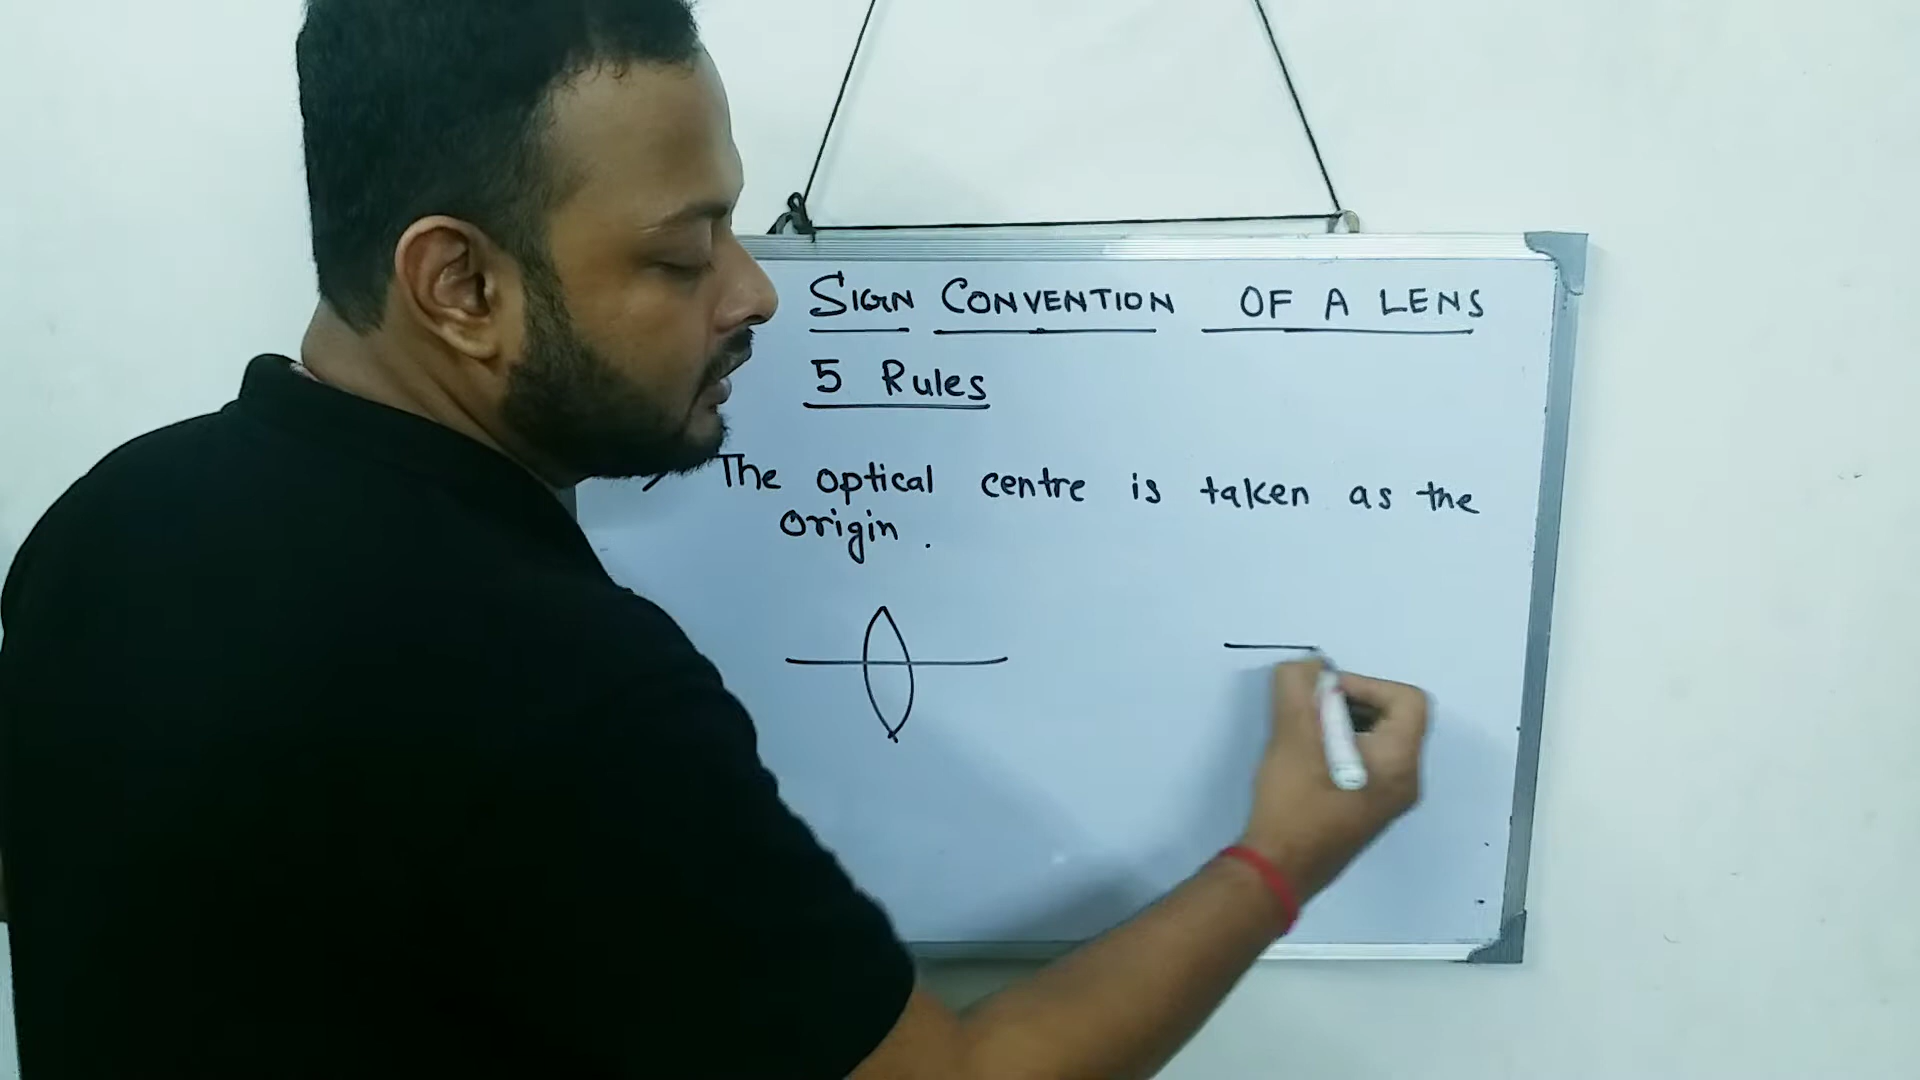 SIGN CONVENTION OF A LENS
5 Rules
The optical centre is taken as the
origin.